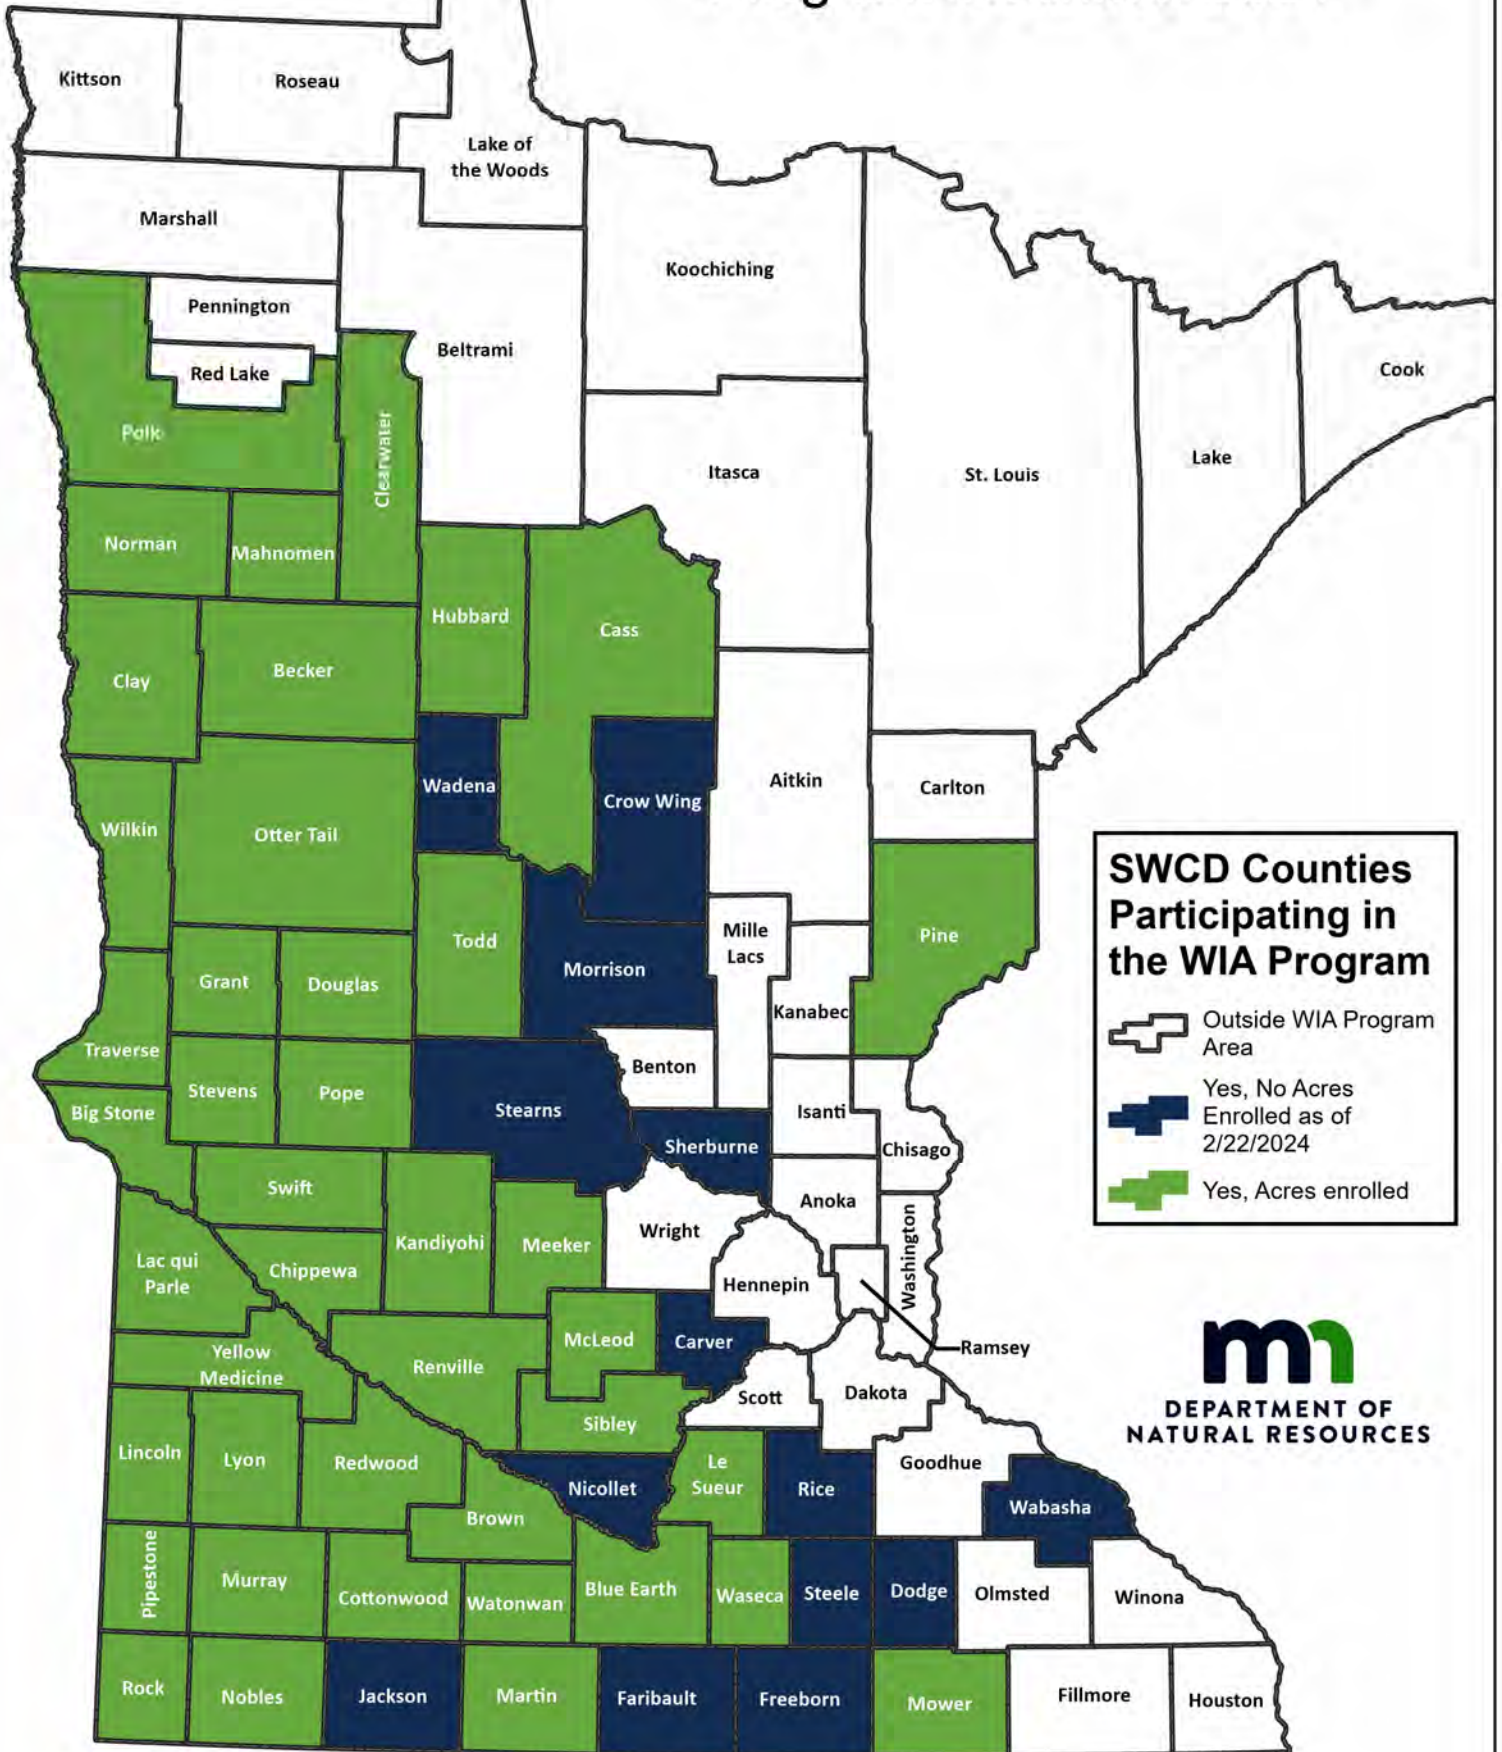 Kittson
Roseau
Lake of
the Woods
Marshall
Koochiching
Pennington
Beltrami
Red Lake
Cook
Polk
Clearwater
Itasca
St. Louis
Lake
Norman
Mahnomen
Hubbard
Cass
Clay
Becker
Wadena
Crow Wing
Aitkin
Carlton
Wilkin
Otter Tail
Todd
Morrison
Mille
Lacs
Pine
Grant
Douglas
Kanabec
Traverse
Stevens
Pope
Benton
Big Stone
Stearns
Isanti
Sherburne
Chisago
Swift
Anoka
Kandiyohi
Meeker
Wright
Washington
Lac qui
Parle
Chippewa
Hennepin
McLeod
Carver
Ramsey
Yellow
Medicine
Renville
Scott
Dakota
Sibley
Lincoln
Lyon
Redwood
Le
Sueur
Goodhue
Nicollet
Rice
Wabasha
Brown
Pipestone
Murray
Cottonwood
Watonwan
Blue Earth
Waseca
Steele
Dodge
Olmsted
Winona
Rock
Nobles
Jackson
Martin
Faribault
Freeborn
Mower
Fillmore
Houston
SWCD Counties
Participating in
the WIA Program
Outside WIA Program
Area
Yes, No Acres
Enrolled as of
2/22/2024
Yes, Acres enrolled
mn
DEPARTMENT OF
NATURAL RESOURCES